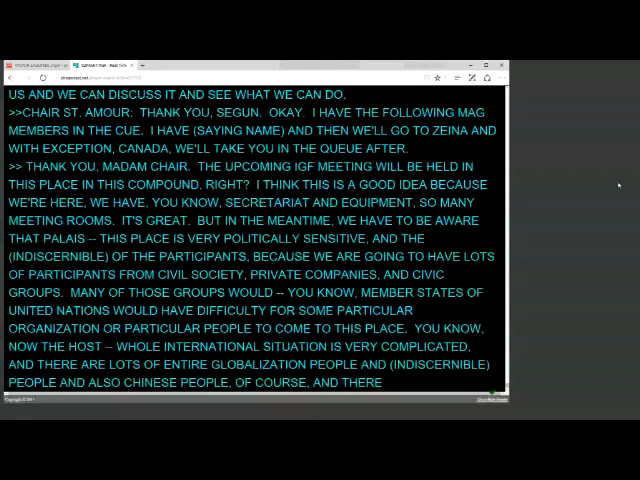 US AND WE CAN DISCUSS IT AND SEE WHAT WE CAN DO.
>>CHAIR ST. AMOUR:  THANK YOU, SEGUN.  OKAY.  I HAVE THE FOLLOWING MAG
MEMBERS IN THE CUE.  I HAVE (SAYING NAME) AND THEN WE'LL GO TO ZEINA AND
WITH EXCEPTION, CANADA, WE'LL TAKE YOU IN THE QUEUE AFTER.
>> THANK YOU, MADAM CHAIR.  THE UPCOMING IGF MEETING WILL BE HELD IN
THIS PLACE IN THIS COMPOUND, RIGHT?  I THINK THIS IS A GOOD IDEA BECAUSE
WE'RE HERE, WE HAVE, YOU KNOW, SECRETARIAT AND EQUIPMENT, SO MANY
MEETING ROOMS.  IT'S GREAT.  BUT IN THE MEANTIME, WE HAVE TO BE AWARE
THAT PALAIS -- THIS PLACE IS VERY POLITICALLY SENSITIVE, AND THE
(INDISCERNIBLE) OF THE PARTICIPANTS, BECAUSE WE ARE GOING TO HAVE LOTS
OF PARTICIPANTS FROM CIVIL SOCIETY, PRIVATE COMPANIES, AND CIVIC
GROUPS.  MANY OF THOSE GROUPS WOULD -- YOU KNOW, MEMBER STATES OF
UNITED NATIONS WOULD HAVE DIFFICULTY FOR SOME PARTICULAR
ORGANIZATION OR PARTICULAR PEOPLE TO COME TO THIS PLACE.  YOU KNOW,
NOW THE HOST -- WHOLE INTERNATIONAL SITUATION IS VERY COMPLICATED,
AND THERE ARE LOTS OF ENTIRE GLOBALIZATION PEOPLE AND (INDISCERNIBLE)
PEOPLE AND ALSO CHINESE PEOPLE, OF COURSE, AND THERE